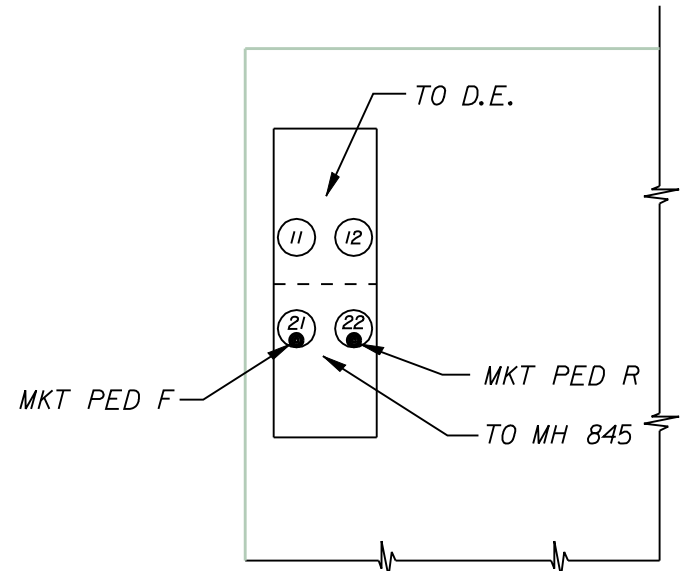 TO D.E.
11 12
21 22
MKT PED R
MKT PED F
TO MH 845